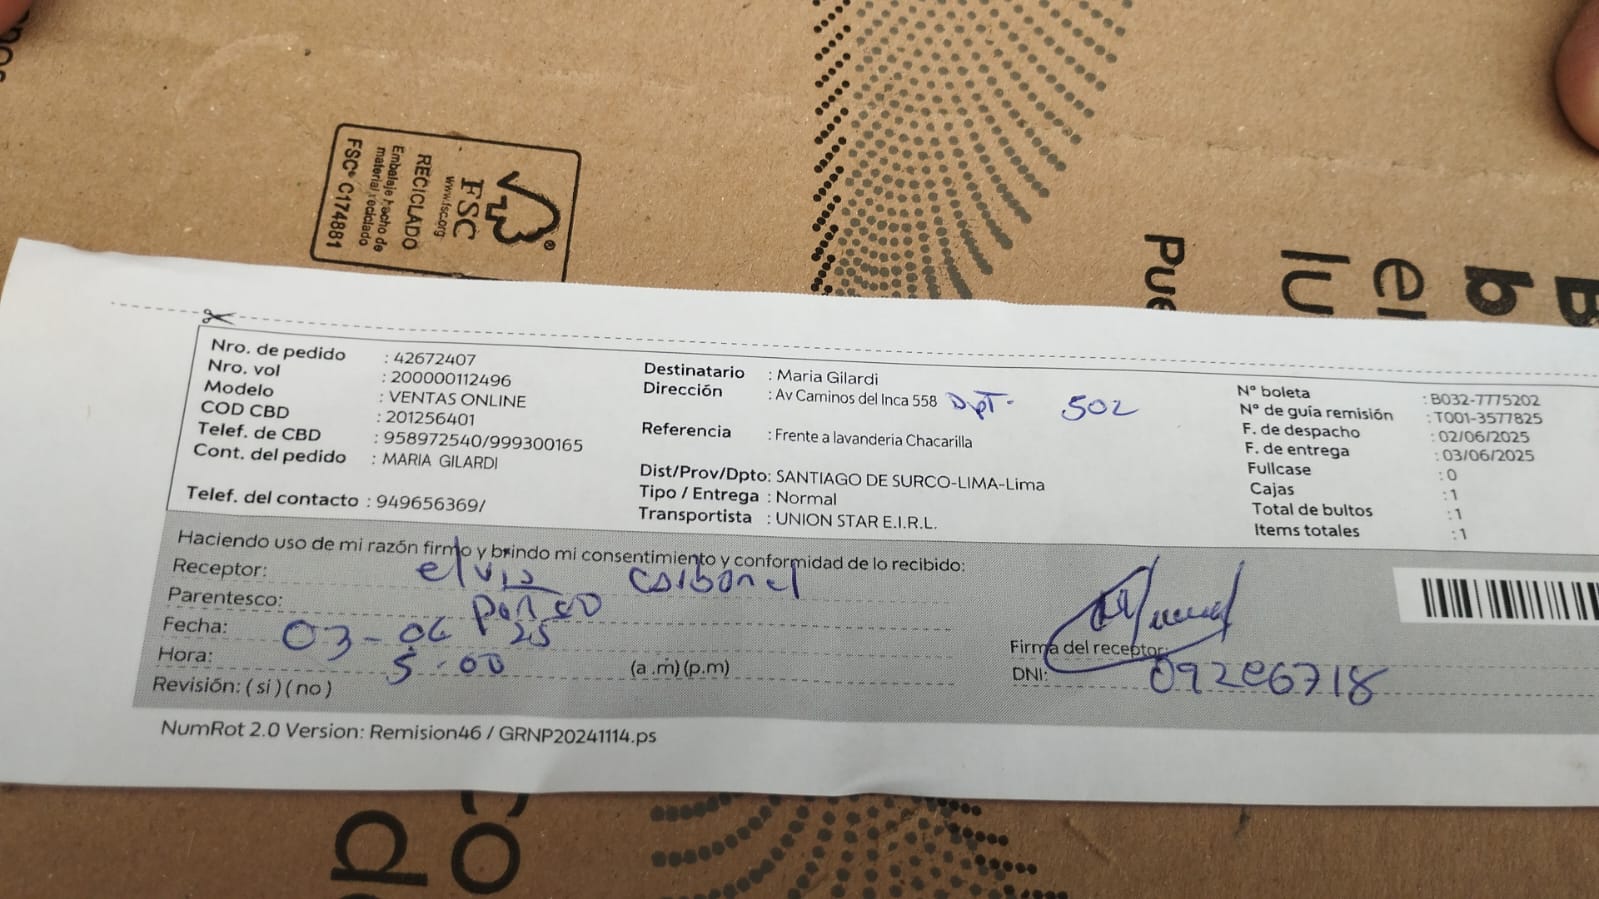 FSC
www.fsc.org
RECICLADO
Embalaje hecho de
material reciclado
FSC® C174881
Pue
lu
el
b
B
Nro. de pedido : 42672407
Nro. vol : 200000112496
Modelo : VENTAS ONLINE
COD CBD : 201256401
Telef. de CBD : 958972540/999300165
Cont. del pedido : MARIA GILARDI
Telef. del contacto : 949656369/
Destinatario : Maria Gilardi
Dirección : Av Caminos del Inca 558 Dpt. 502
Referencia : Frente a lavanderia Chacarilla
Dist/Prov/Dpto: SANTIAGO DE SURCO-LIMA-Lima
Tipo / Entrega : Normal
Transportista : UNION STAR E.I.R.L.
N° boleta : B032-7775202
N° de guía remisión : T001-3577825
F. de despacho : 02/06/2025
F. de entrega : 03/06/2025
Fullcase : 0
Cajas : 1
Total de bultos : 1
Items totales : 1
Haciendo uso de mi razón firmo y brindo mi consentimiento y conformidad de lo recibido:
Receptor: elvis carbonel
Parentesco:
Fecha: 03-06 25
Hora: 5:00 (a.m)(p.m)
Revisión: (si)(no)
Firma del receptor:
DNI: 09266718
NumRot 2.0 Version: Remision46 / GRNP20241114.ps
co
de